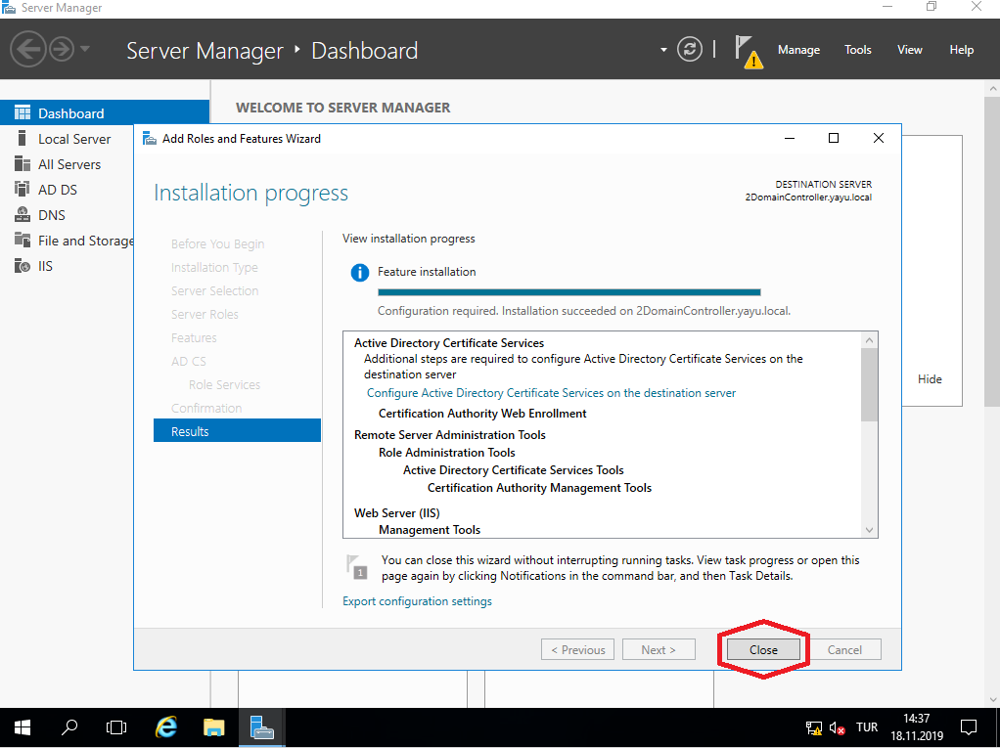 Server Manager
Server Manager ‣ Dashboard
Manage
Tools
View
Help
Dashboard
Local Server
All Servers
AD DS
DNS
File and Storage
IIS
WELCOME TO SERVER MANAGER
Hide
Add Roles and Features Wizard
Installation progress
DESTINATION SERVER
2DomainController.yayu.local
Before You Begin
Installation Type
Server Selection
Server Roles
Features
AD CS
Role Services
Confirmation
Results
View installation progress
Feature installation
Configuration required. Installation succeeded on 2DomainController.yayu.local.
Active Directory Certificate Services
Additional steps are required to configure Active Directory Certificate Services on the
destination server
Configure Active Directory Certificate Services on the destination server
Certification Authority Web Enrollment
Remote Server Administration Tools
Role Administration Tools
Active Directory Certificate Services Tools
Certification Authority Management Tools
Web Server (IIS)
Management Tools
1
You can close this wizard without interrupting running tasks. View task progress or open this
page again by clicking Notifications in the command bar, and then Task Details.
Export configuration settings
< Previous
Next >
Close
Cancel
TUR
14:37
18.11.2019